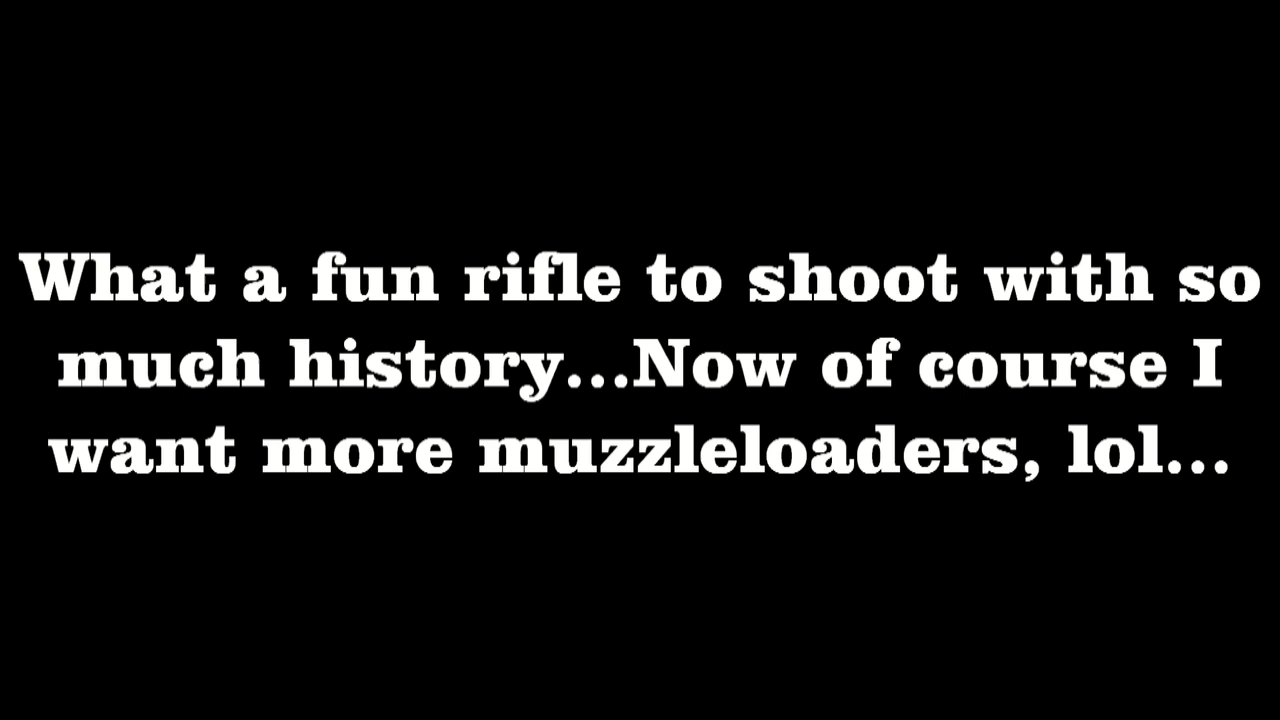 What a fun rifle to shoot with so
much history...Now of course I
want more muzzleloaders, lol...